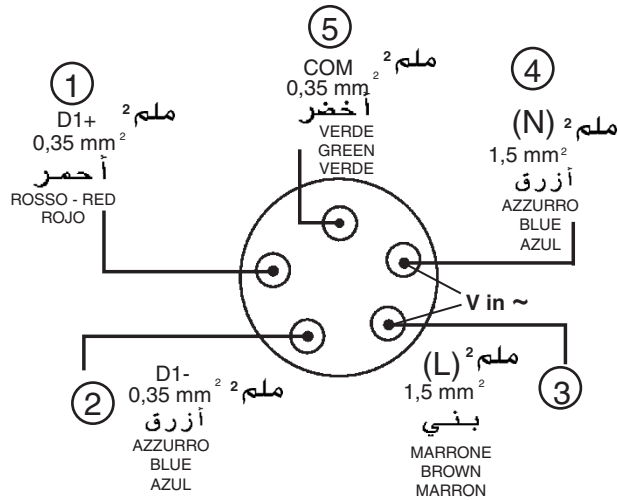 1
D1+
0,35 mm² ملم²
أحمر
ROSSO - RED
ROJO
5
COM
0,35 mm² ملم²
أخضر
VERDE
GREEN
VERDE
4
(N) ملم²
1,5 mm²
أزرق
AZZURRO
BLUE
AZUL
V in ~
2
D1-
0,35 mm² ملم²
أزرق
AZZURRO
BLUE
AZUL
(L) ملم²
1,5 mm²
بني
MARRONE
BROWN
MARRON
3